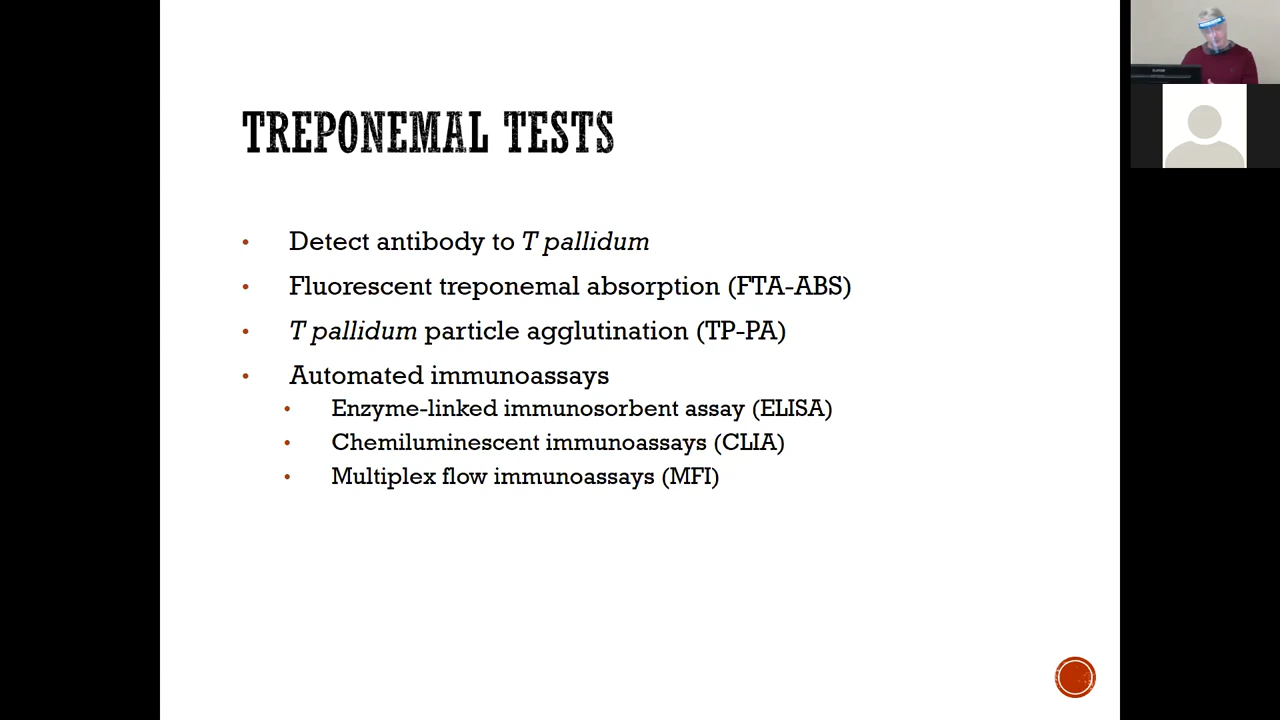 TREPONEMAL TESTS
• Detect antibody to T pallidum
• Fluorescent treponemal absorption (FTA-ABS)
• T pallidum particle agglutination (TP-PA)
• Automated immunoassays
• Enzyme-linked immunosorbent assay (ELISA)
• Chemiluminescent immunoassays (CLIA)
• Multiplex flow immunoassays (MFI)